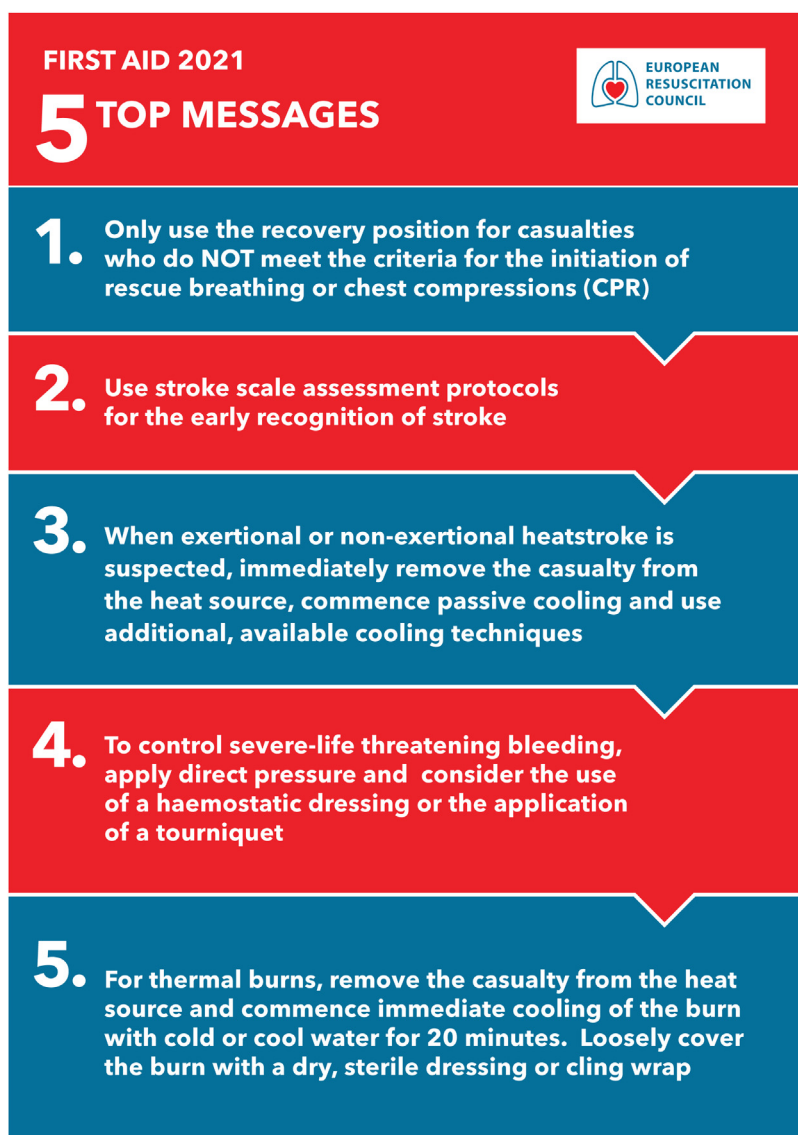 FIRST AID 2021
5 TOP MESSAGES
EUROPEAN
RESUSCITATION
COUNCIL
1. Only use the recovery position for casualties
who do NOT meet the criteria for the initiation of
rescue breathing or chest compressions (CPR)
2. Use stroke scale assessment protocols
for the early recognition of stroke
3. When exertional or non-exertional heatstroke is
suspected, immediately remove the casualty from
the heat source, commence passive cooling and use
additional, available cooling techniques
4. To control severe-life threatening bleeding,
apply direct pressure and  consider the use
of a haemostatic dressing or the application
of a tourniquet
5. For thermal burns, remove the casualty from the heat
source and commence immediate cooling of the burn
with cold or cool water for 20 minutes.  Loosely cover
the burn with a dry, sterile dressing or cling wrap